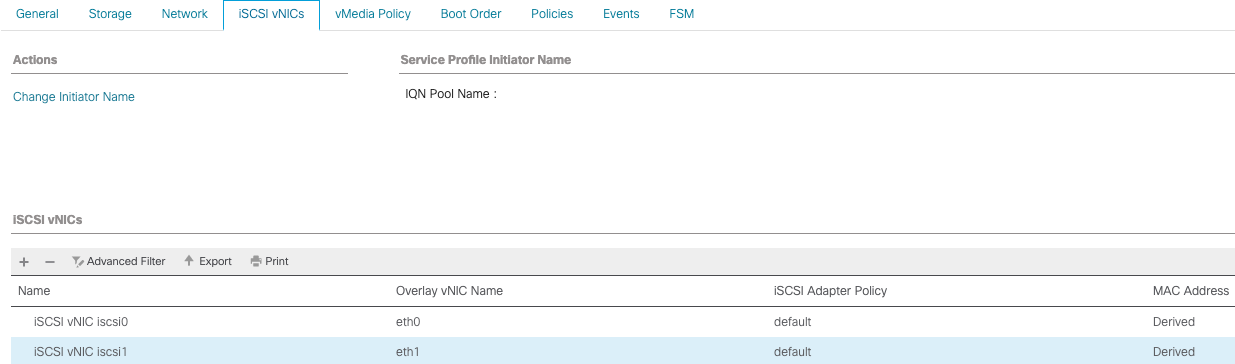 General Storage Network iSCSI vNICs vMedia Policy Boot Order Policies Events FSM
Actions Service Profile Initiator Name
Change Initiator Name IQN Pool Name :
iSCSI vNICs
+ − Advanced Filter Export Print
Name Overlay vNIC Name iSCSI Adapter Policy MAC Address
iSCSI vNIC iscsi0 eth0 default Derived
iSCSI vNIC iscsi1 eth1 default Derived